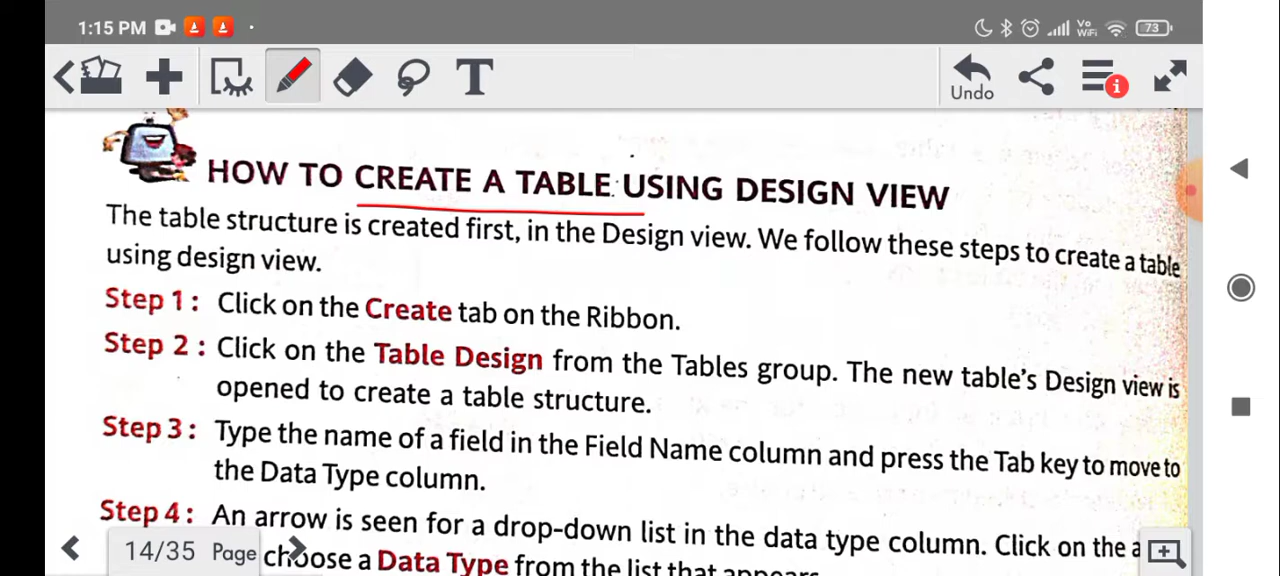 1:15 PM
Vo WiFi 73
T
Undo
i
HOW TO CREATE A TABLE USING DESIGN VIEW
The table structure is created first, in the Design view. We follow these steps to create a table
using design view.
Step 1 : Click on the Create tab on the Ribbon.
Step 2 : Click on the Table Design from the Tables group. The new table's Design view is
opened to create a table structure.
Step 3 : Type the name of a field in the Field Name column and press the Tab key to move to
the Data Type column.
Step 4 : An arrow is seen for a drop-down list in the data type column. Click on the a
choose a Data Type from the list that appears.
14/35 Page